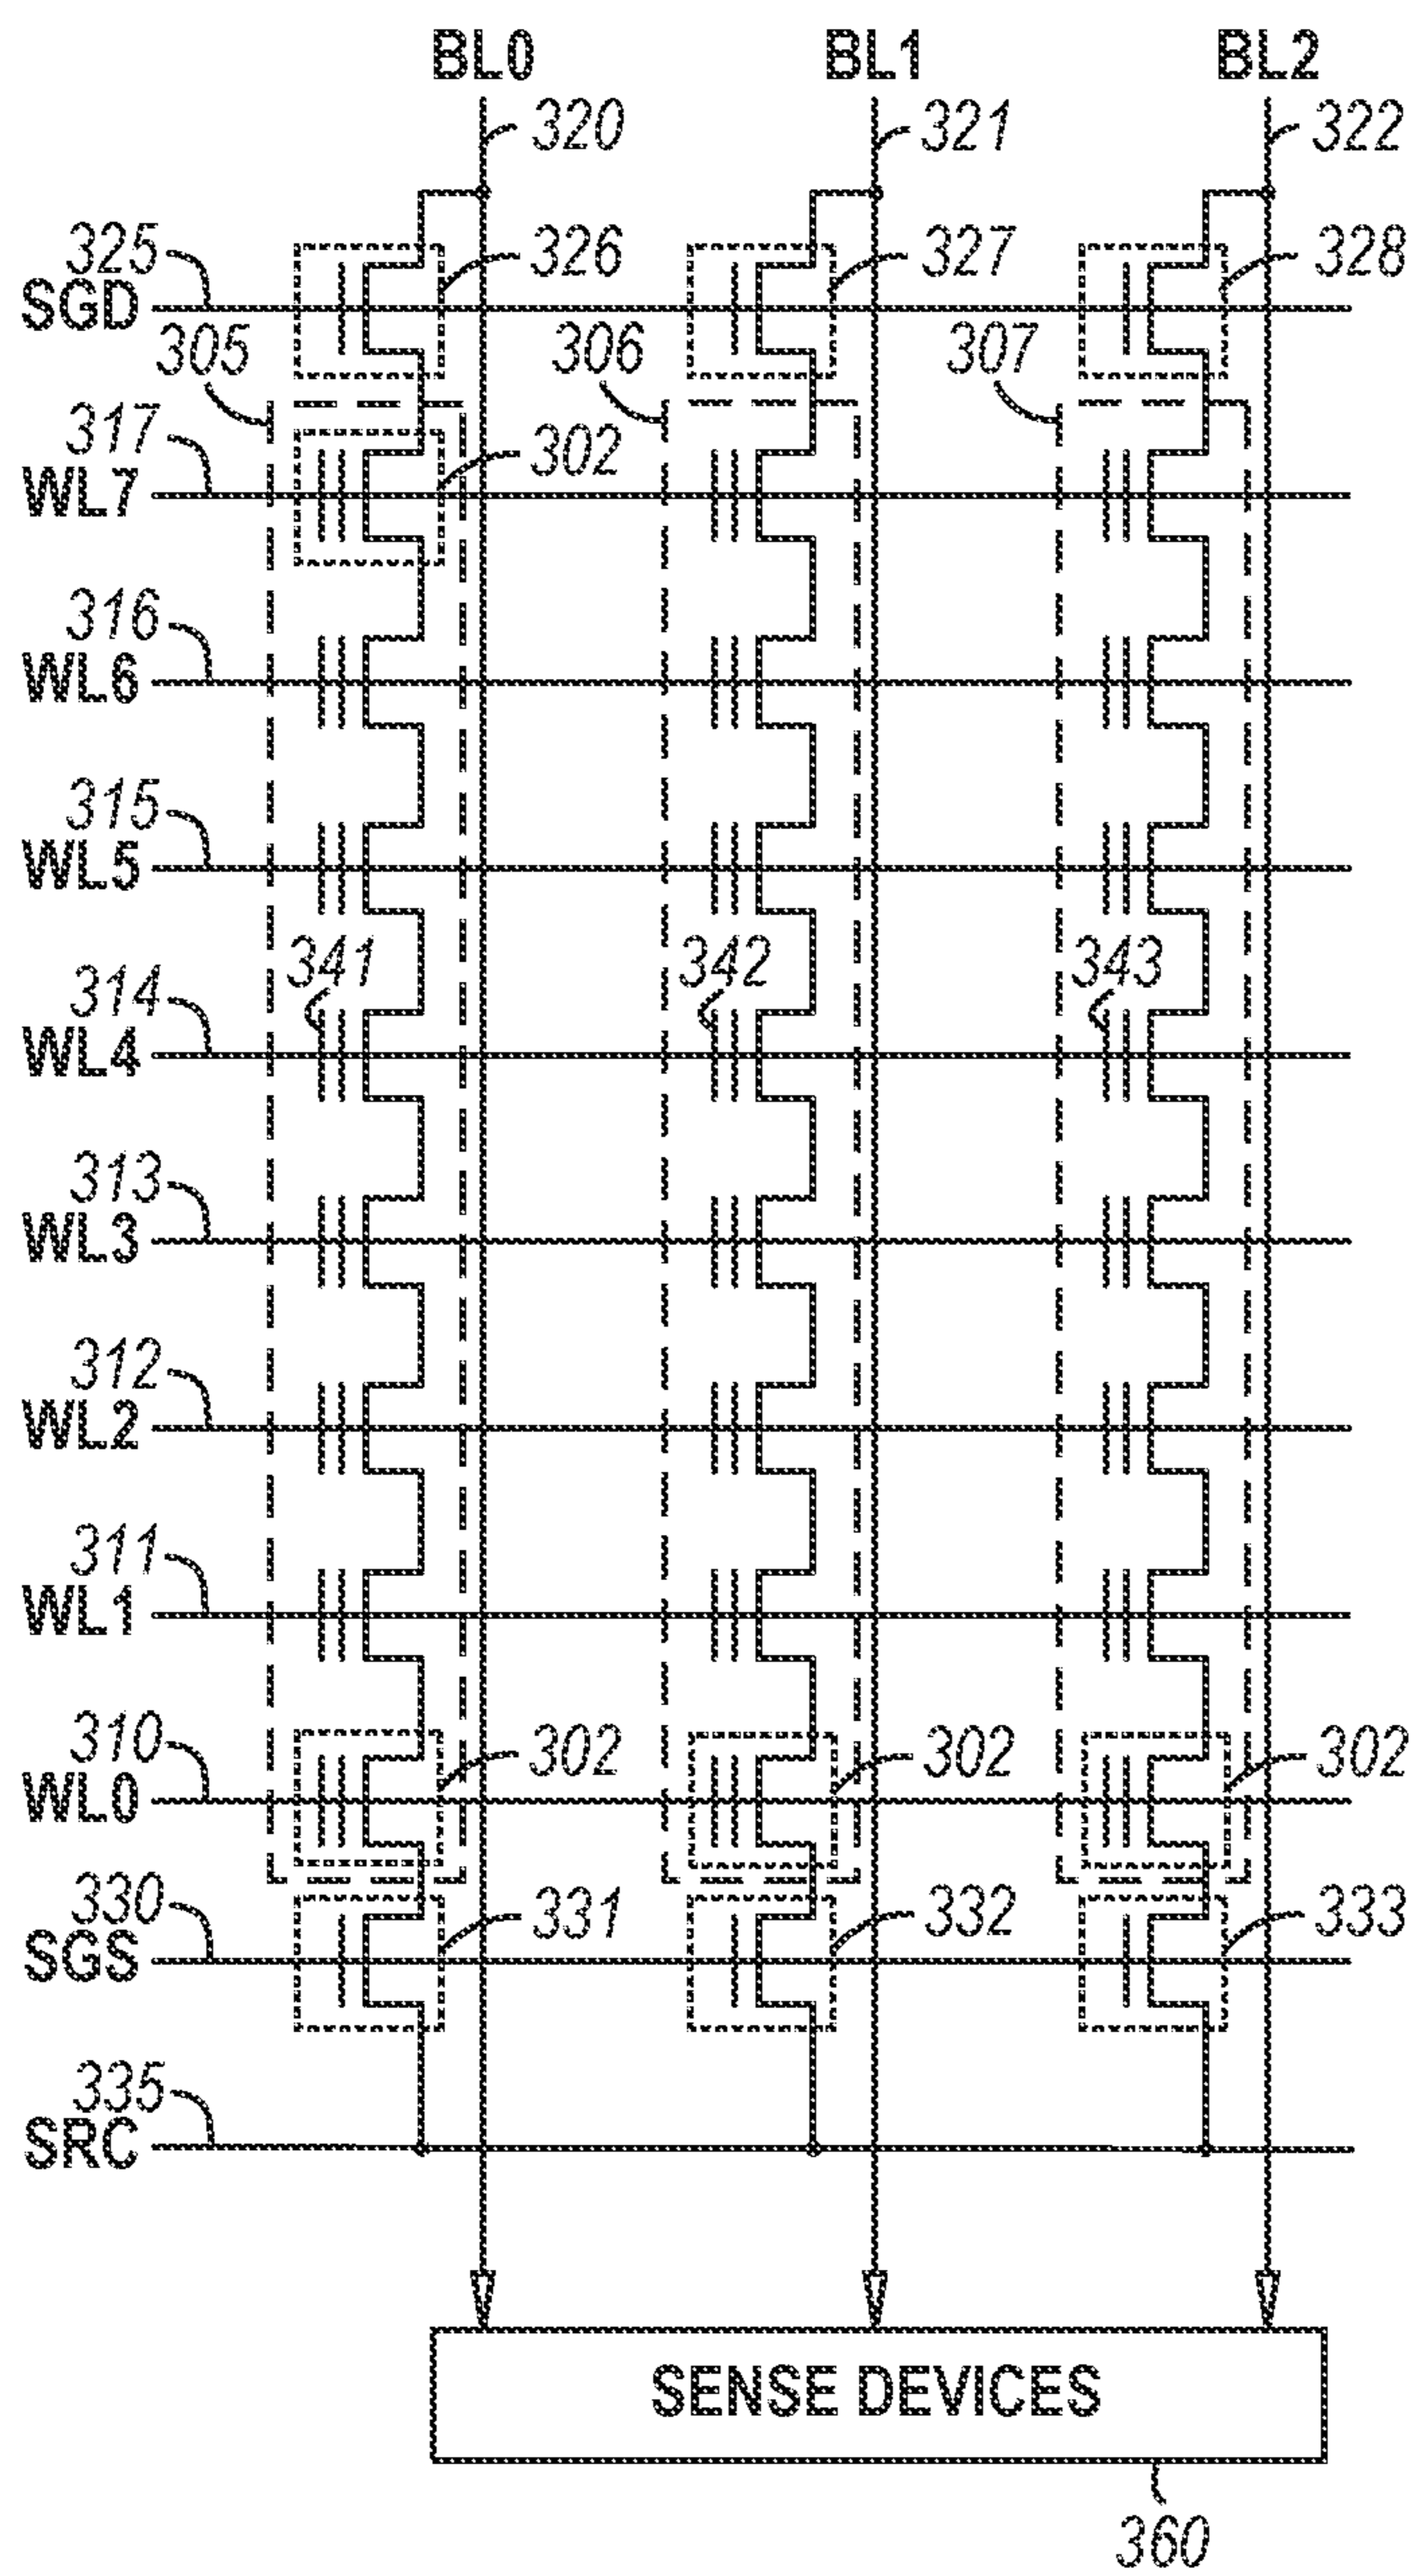 BL0 BL1 BL2
320 321 322
325 326 327 328
SGD
305 306 307
317 302
WL7
316
WL6
315
WL5
341 342 343
314
WL4
313
WL3
312
WL2
311
WL1
310 302 302 302
WL0
330 331 332 333
SGS
335
SRC
SENSE DEVICES
360